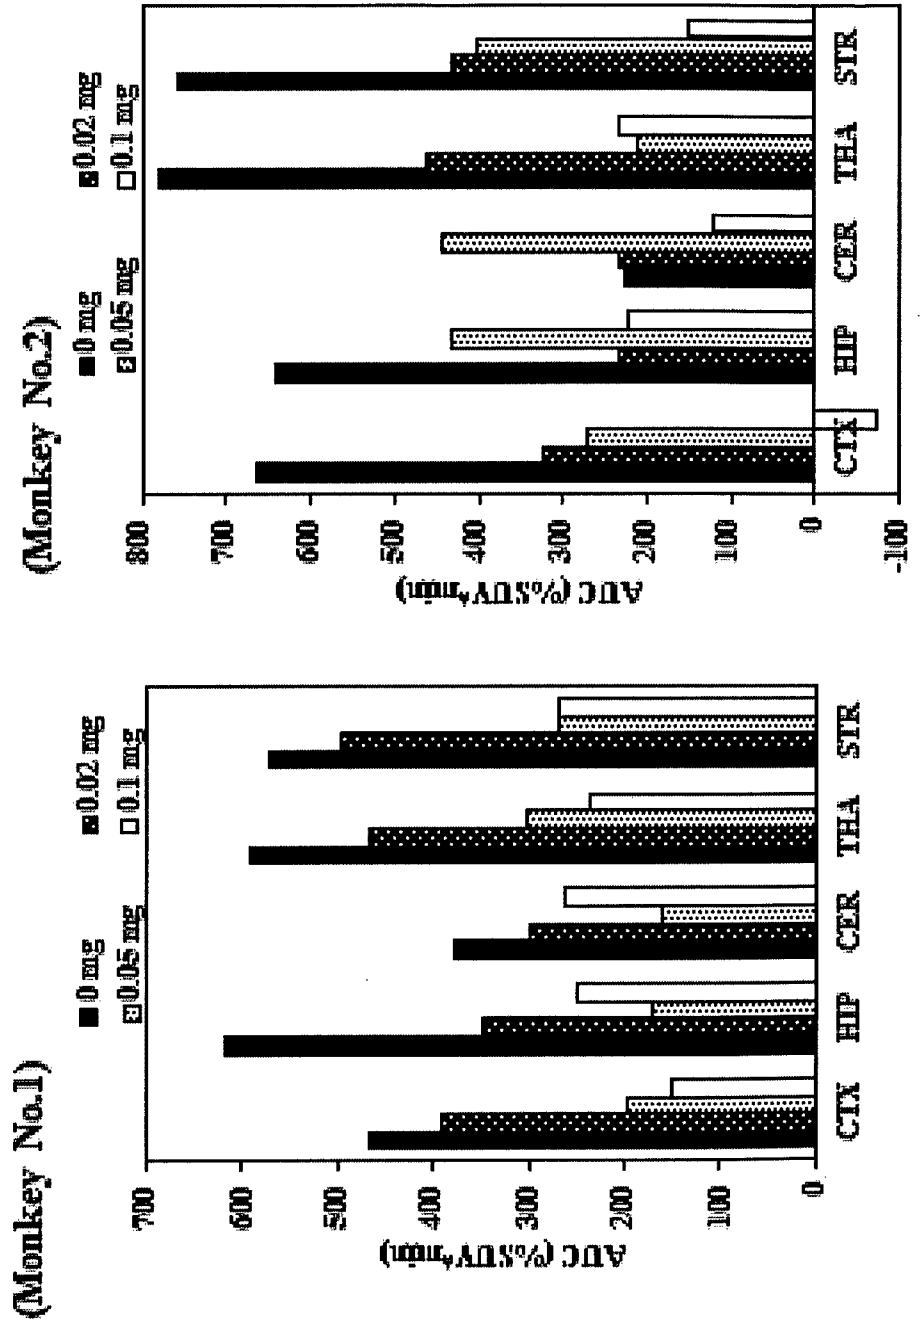 (Monkey No.1)
0 mg
0.02 mg
0.05 mg
0.1 mg
AUC (%SUV*min)
700
600
500
400
300
200
100
0
CTX
HIP
CER
THA
STR
(Monkey No.2)
0 mg
0.02 mg
0.05 mg
0.1 mg
AUC (%SUV*min)
800
700
600
500
400
300
200
100
0
-100
CTX
HIP
CER
THA
STR